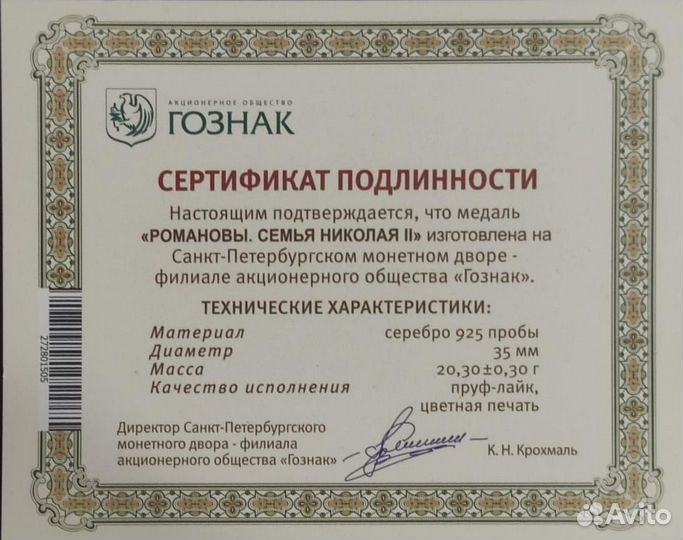 АКЦИОНЕРНОЕ ОБЩЕСТВО
ГОЗНАК
СЕРТИФИКАТ ПОДЛИННОСТИ
Настоящим подтверждается, что медаль
«РОМАНОВЫ. СЕМЬЯ НИКОЛАЯ II» изготовлена на
Санкт-Петербургском монетном дворе -
филиале акционерного общества «Гознак».
ТЕХНИЧЕСКИЕ ХАРАКТЕРИСТИКИ:
Материал серебро 925 пробы
Диаметр 35 мм
Масса 20,30±0,30 г
Качество исполнения пруф-лайк,
цветная печать
272801505
Директор Санкт-Петербургского
монетного двора - филиала
акционерного общества «Гознак»
К. Н. Крохмаль
Avito